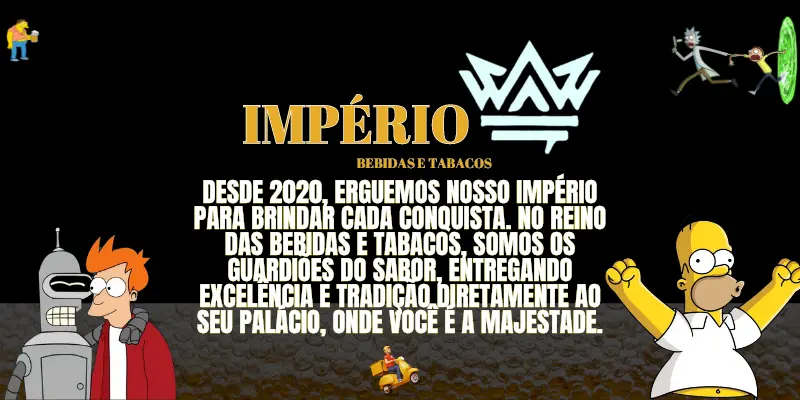 IMPÉRIO
BEBIDAS E TABACOS
DESDE 2020, ERGUEMOS NOSSO IMPÉRIO
PARA BRINDAR CADA CONQUISTA. NO REINO
DAS BEBIDAS E TABACOS, SOMOS OS
GUARDIÕES DO SABOR, ENTREGANDO
EXCELÊNCIA E TRADIÇÃO DIRETAMENTE AO
SEU PALÁCIO, ONDE VOCÊ É A MAJESTADE.